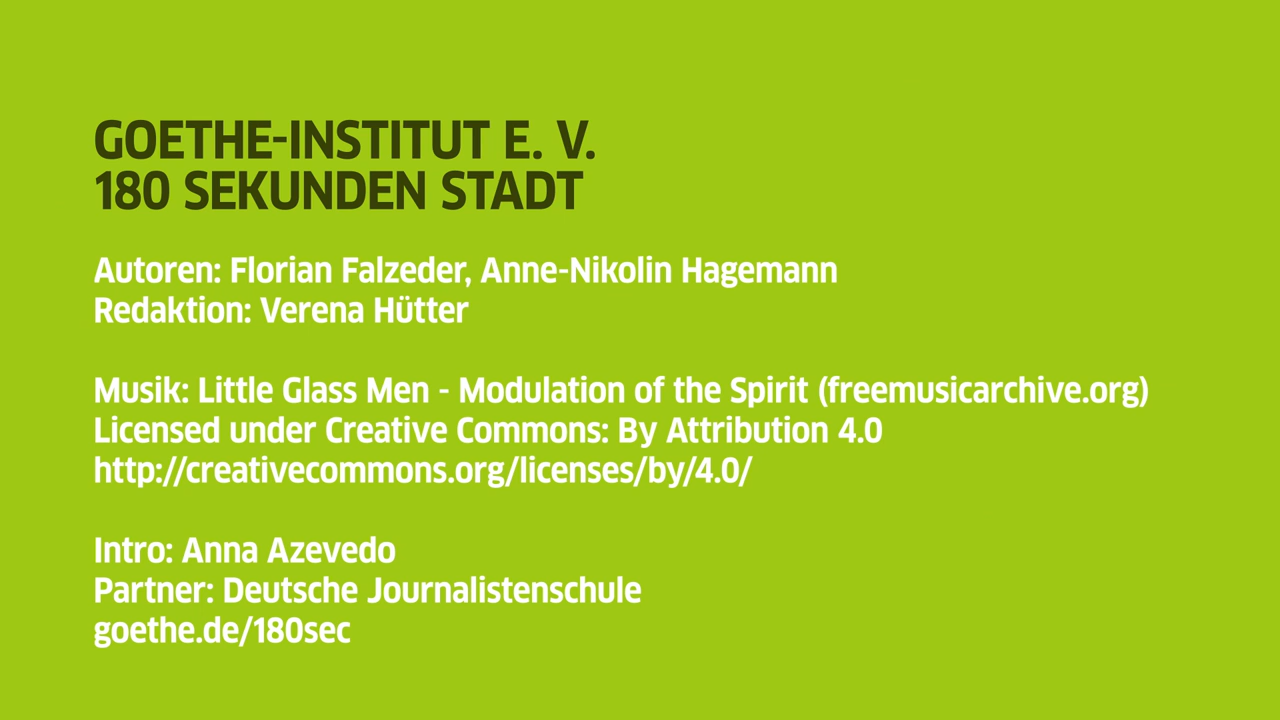 GOETHE-INSTITUT E. V.
180 SEKUNDEN STADT
Autoren: Florian Falzeder, Anne-Nikolin Hagemann
Redaktion: Verena Hütter
Musik: Little Glass Men - Modulation of the Spirit (freemusicarchive.org)
Licensed under Creative Commons: By Attribution 4.0
http://creativecommons.org/licenses/by/4.0/
Intro: Anna Azevedo
Partner: Deutsche Journalistenschule
goethe.de/180sec